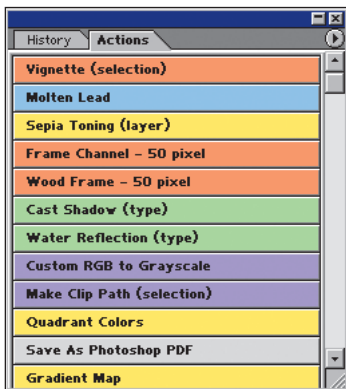 History Actions
Vignette (selection)
Molten Lead
Sepia Toning (layer)
Frame Channel - 50 pixel
Wood Frame - 50 pixel
Cast Shadow (type)
Water Reflection (type)
Custom RGB to Grayscale
Make Clip Path (selection)
Quadrant Colors
Save As Photoshop PDF
Gradient Map